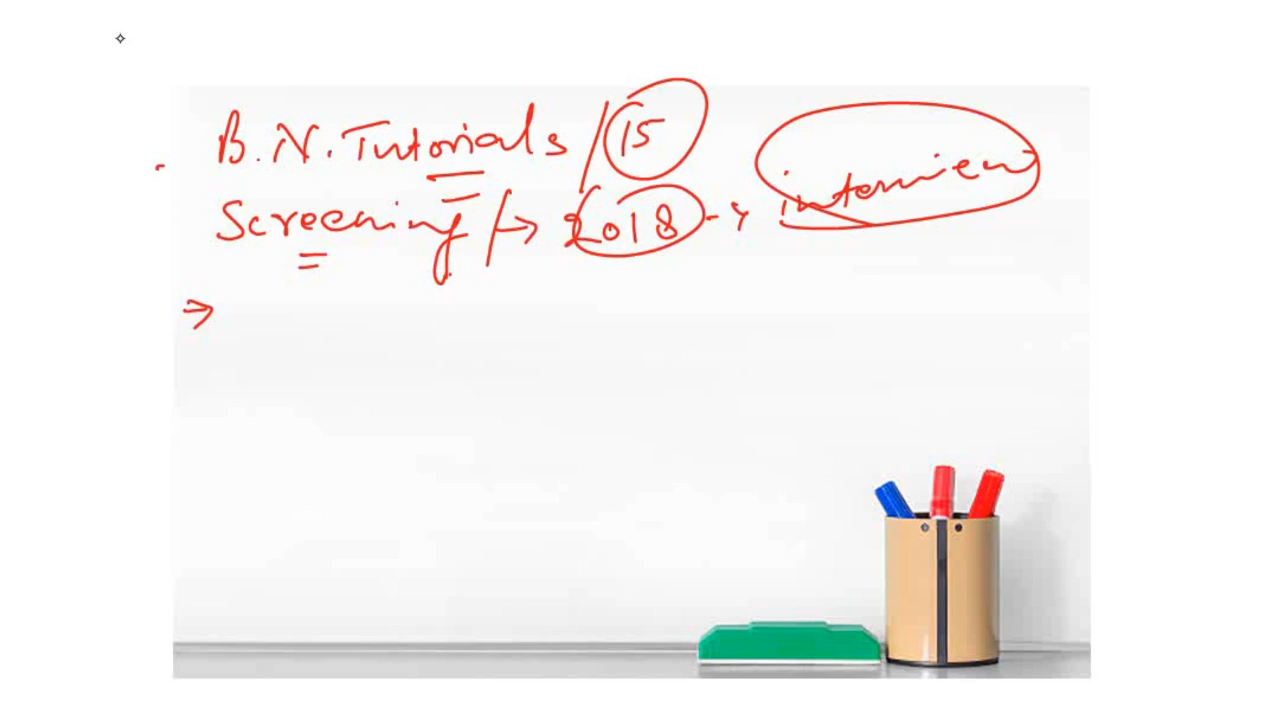 B.N. Tutorials / 15
Screening / → 2018 → interview
→